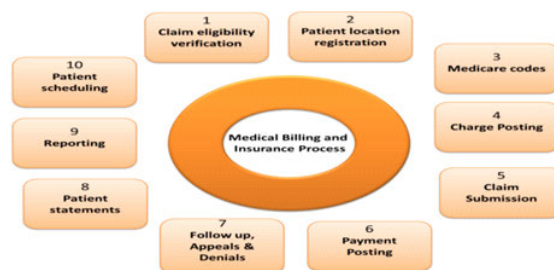 1
Claim eligibility
verification
2
Patient location
registration
3
Medicare codes
4
Charge Posting
5
Claim
Submission
6
Payment
Posting
7
Follow up,
Appeals &
Denials
8
Patient
statements
9
Reporting
10
Patient
scheduling
Medical Billing and
Insurance Process